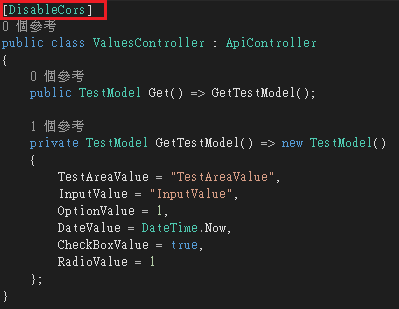 [DisableCors]
0 個參考
public class ValuesController : ApiController
{
    0 個參考
    public TestModel Get() => GetTestModel();

    1 個參考
    private TestModel GetTestModel() => new TestModel()
    {
        TestAreaValue = "TestAreaValue",
        InputValue = "InputValue",
        OptionValue = 1,
        DateValue = DateTime.Now,
        CheckBoxValue = true,
        RadioValue = 1
    };
}